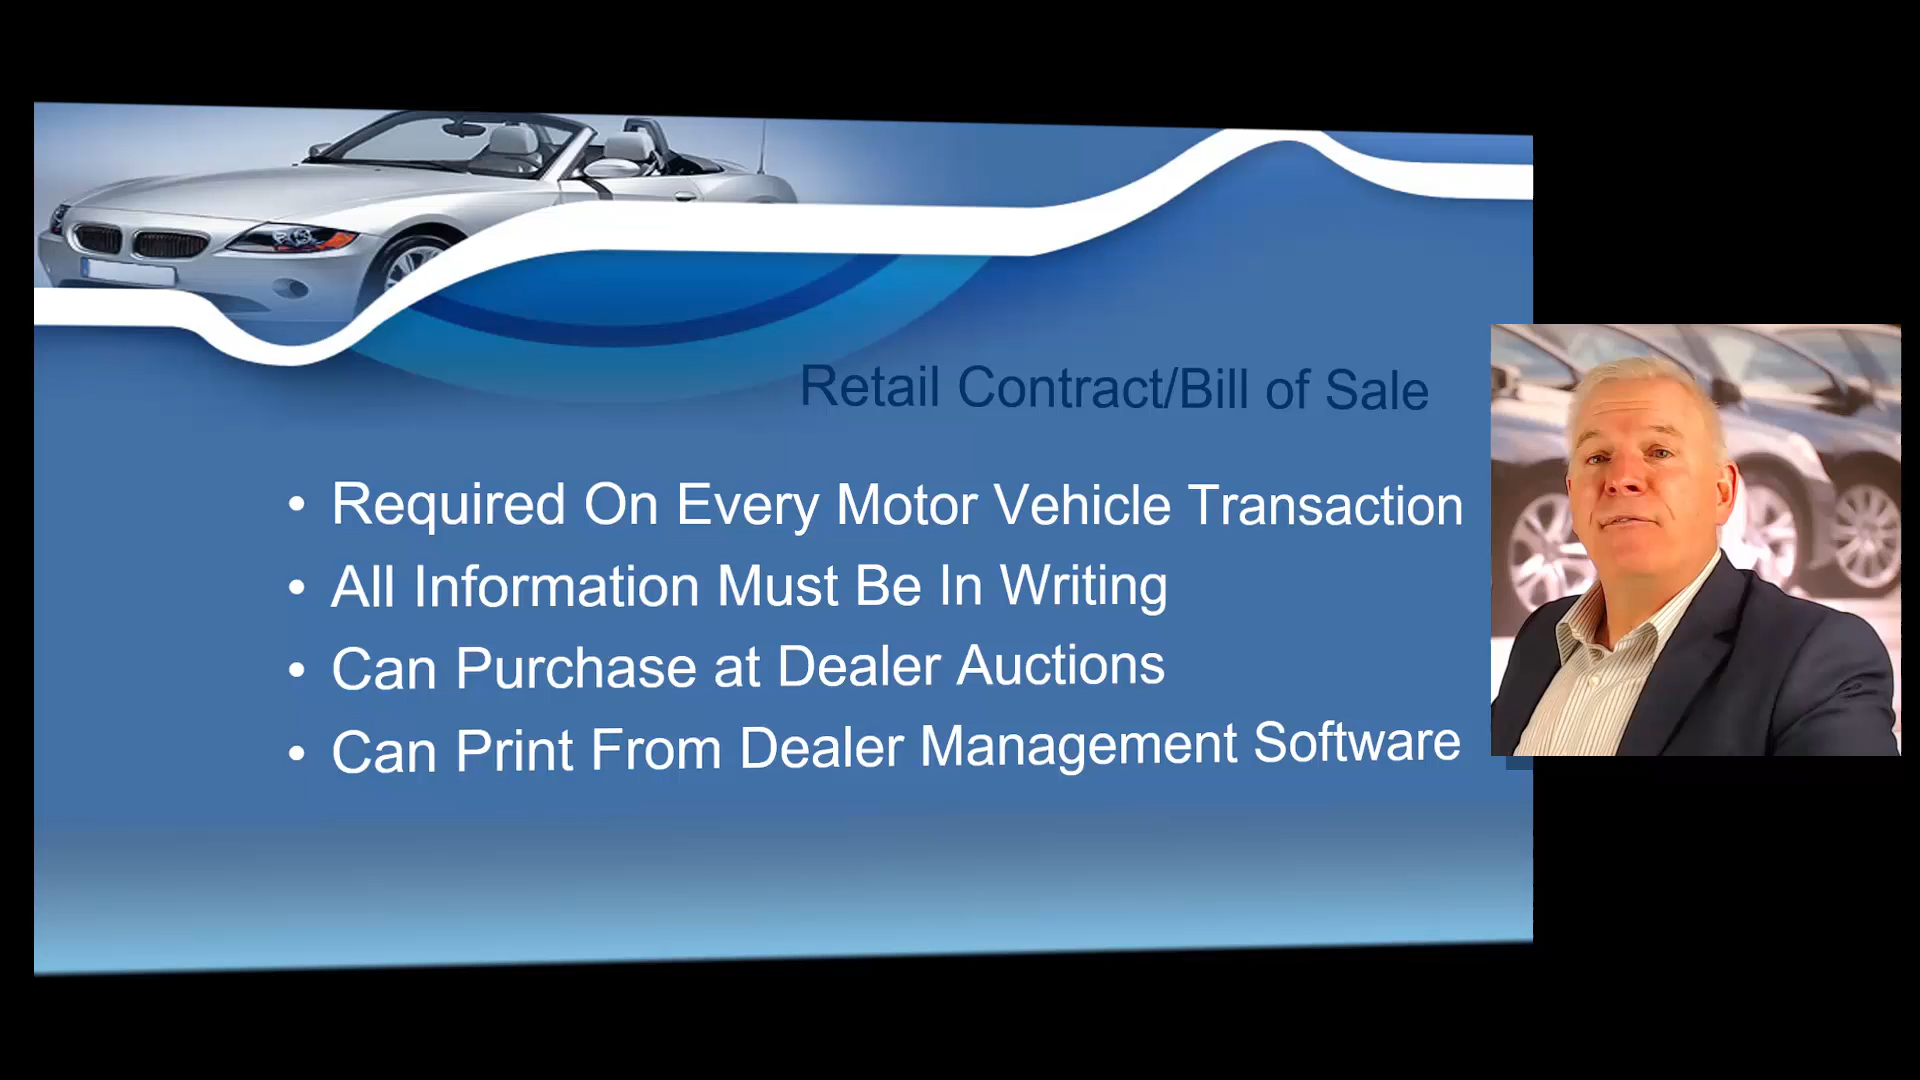 Retail Contract/Bill of Sale
• Required On Every Motor Vehicle Transaction
• All Information Must Be In Writing
• Can Purchase at Dealer Auctions
• Can Print From Dealer Management Software